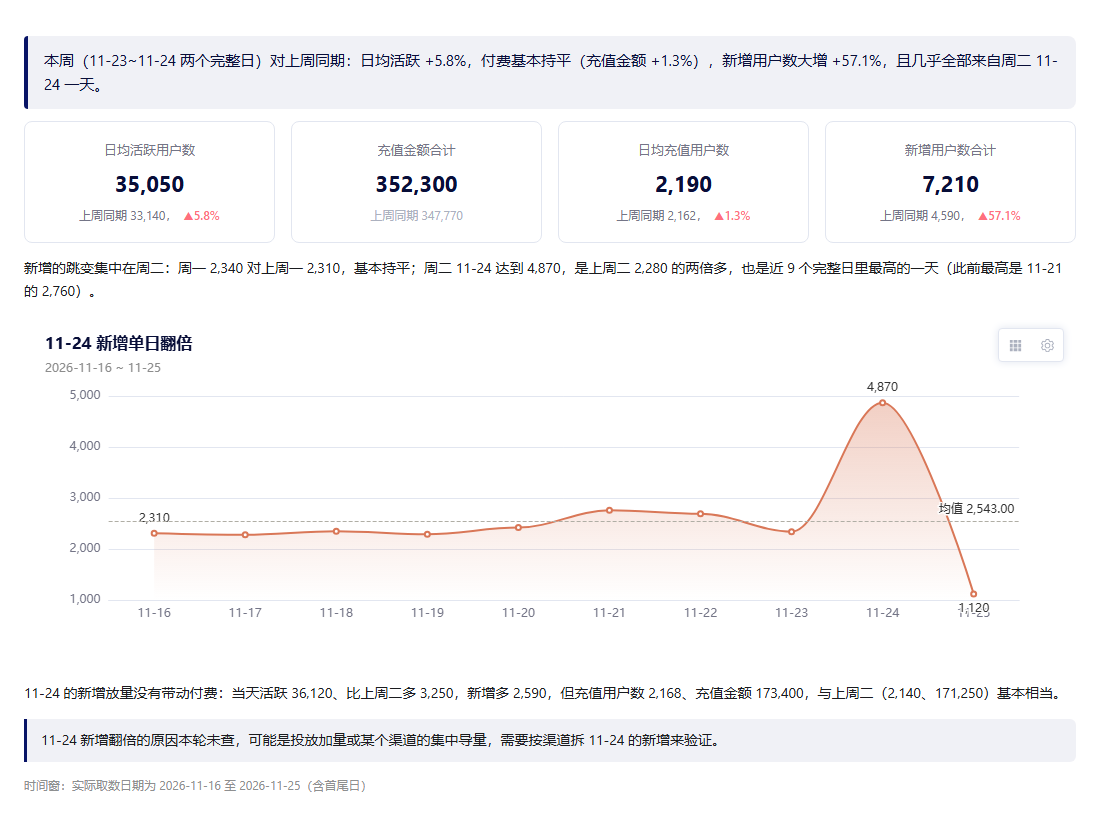 本周（11-23~11-24 两个完整日）对上周同期：日均活跃 +5.8%，付费基本持平（充值金额 +1.3%），新增用户数大增 +57.1%，且几乎全部来自周二 11-
24 一天。
日均活跃用户数
35,050
上周同期 33,140， ▲5.8%
充值金额合计
352,300
上周同期 347,770
日均充值用户数
2,190
上周同期 2,162， ▲1.3%
新增用户数合计
7,210
上周同期 4,590， ▲57.1%
新增的跳变集中在周二：周一 2,340 对上周一 2,310，基本持平；周二 11-24 达到 4,870，是上周二 2,280 的两倍多，也是近 9 个完整日里最高的一天（此前最高是 11-21
的 2,760）。
11-24 新增单日翻倍
2026-11-16 ~ 11-25
5,000
4,000
3,000
2,000
1,000
2,310
4,870
均值 2,543.00
1,120
11-16
11-17
11-18
11-19
11-20
11-21
11-22
11-23
11-24
11-25
11-24 的新增放量没有带动付费：当天活跃 36,120、比上周二多 3,250，新增多 2,590，但充值用户数 2,168、充值金额 173,400，与上周二（2,140、171,250）基本相当。
11-24 新增翻倍的原因本轮未查，可能是投放加量或某个渠道的集中导量，需要按渠道拆 11-24 的新增来验证。
时间窗：实际取数日期为 2026-11-16 至 2026-11-25（含首尾日）